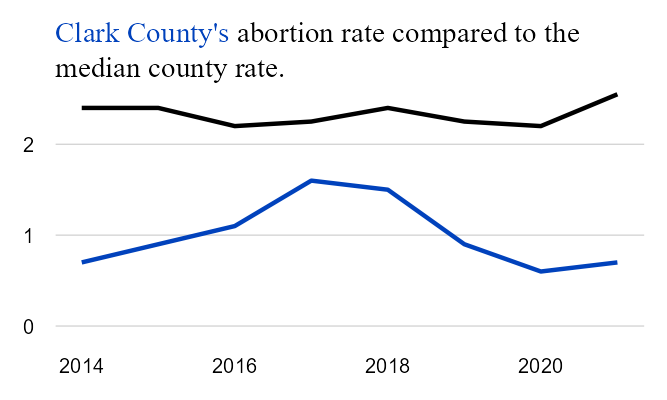 Clark County's abortion rate compared to the
median county rate.
2
1
0
2014 2016 2018 2020